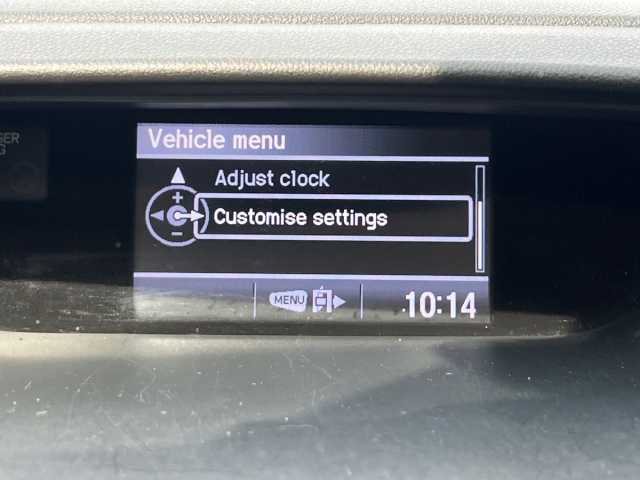 Vehicle menu
Adjust clock
Customise settings
MENU
10:14